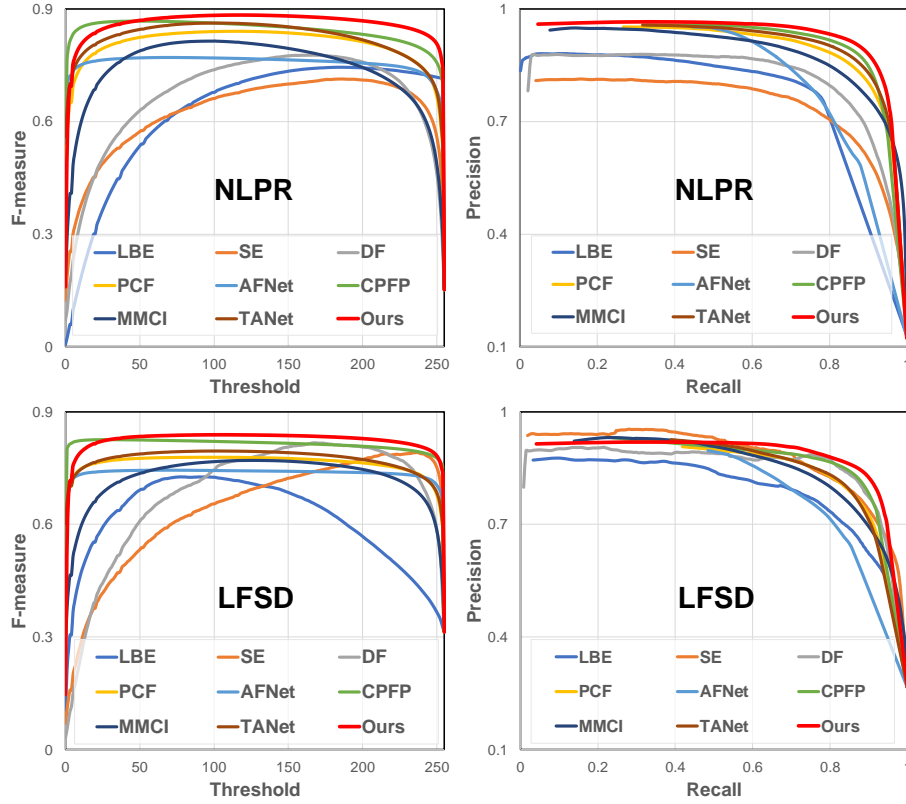 0.9
0.6
0.3
0
F-measure
NLPR
LBE SE DF
PCF AFNet CPFP
MMCI TANet Ours
0 50 100 150 200 250
Threshold
1
0.7
0.4
0.1
Precision
NLPR
LBE SE DF
PCF AFNet CPFP
MMCI TANet Ours
0 0.2 0.4 0.6 0.8 1
Recall
0.9
0.6
0.3
0
F-measure
LFSD
LBE SE DF
PCF AFNet CPFP
MMCI TANet Ours
0 50 100 150 200 250
Threshold
1
0.7
0.4
0.1
Precision
LFSD
LBE SE DF
PCF AFNet CPFP
MMCI TANet Ours
0 0.2 0.4 0.6 0.8 1
Recall